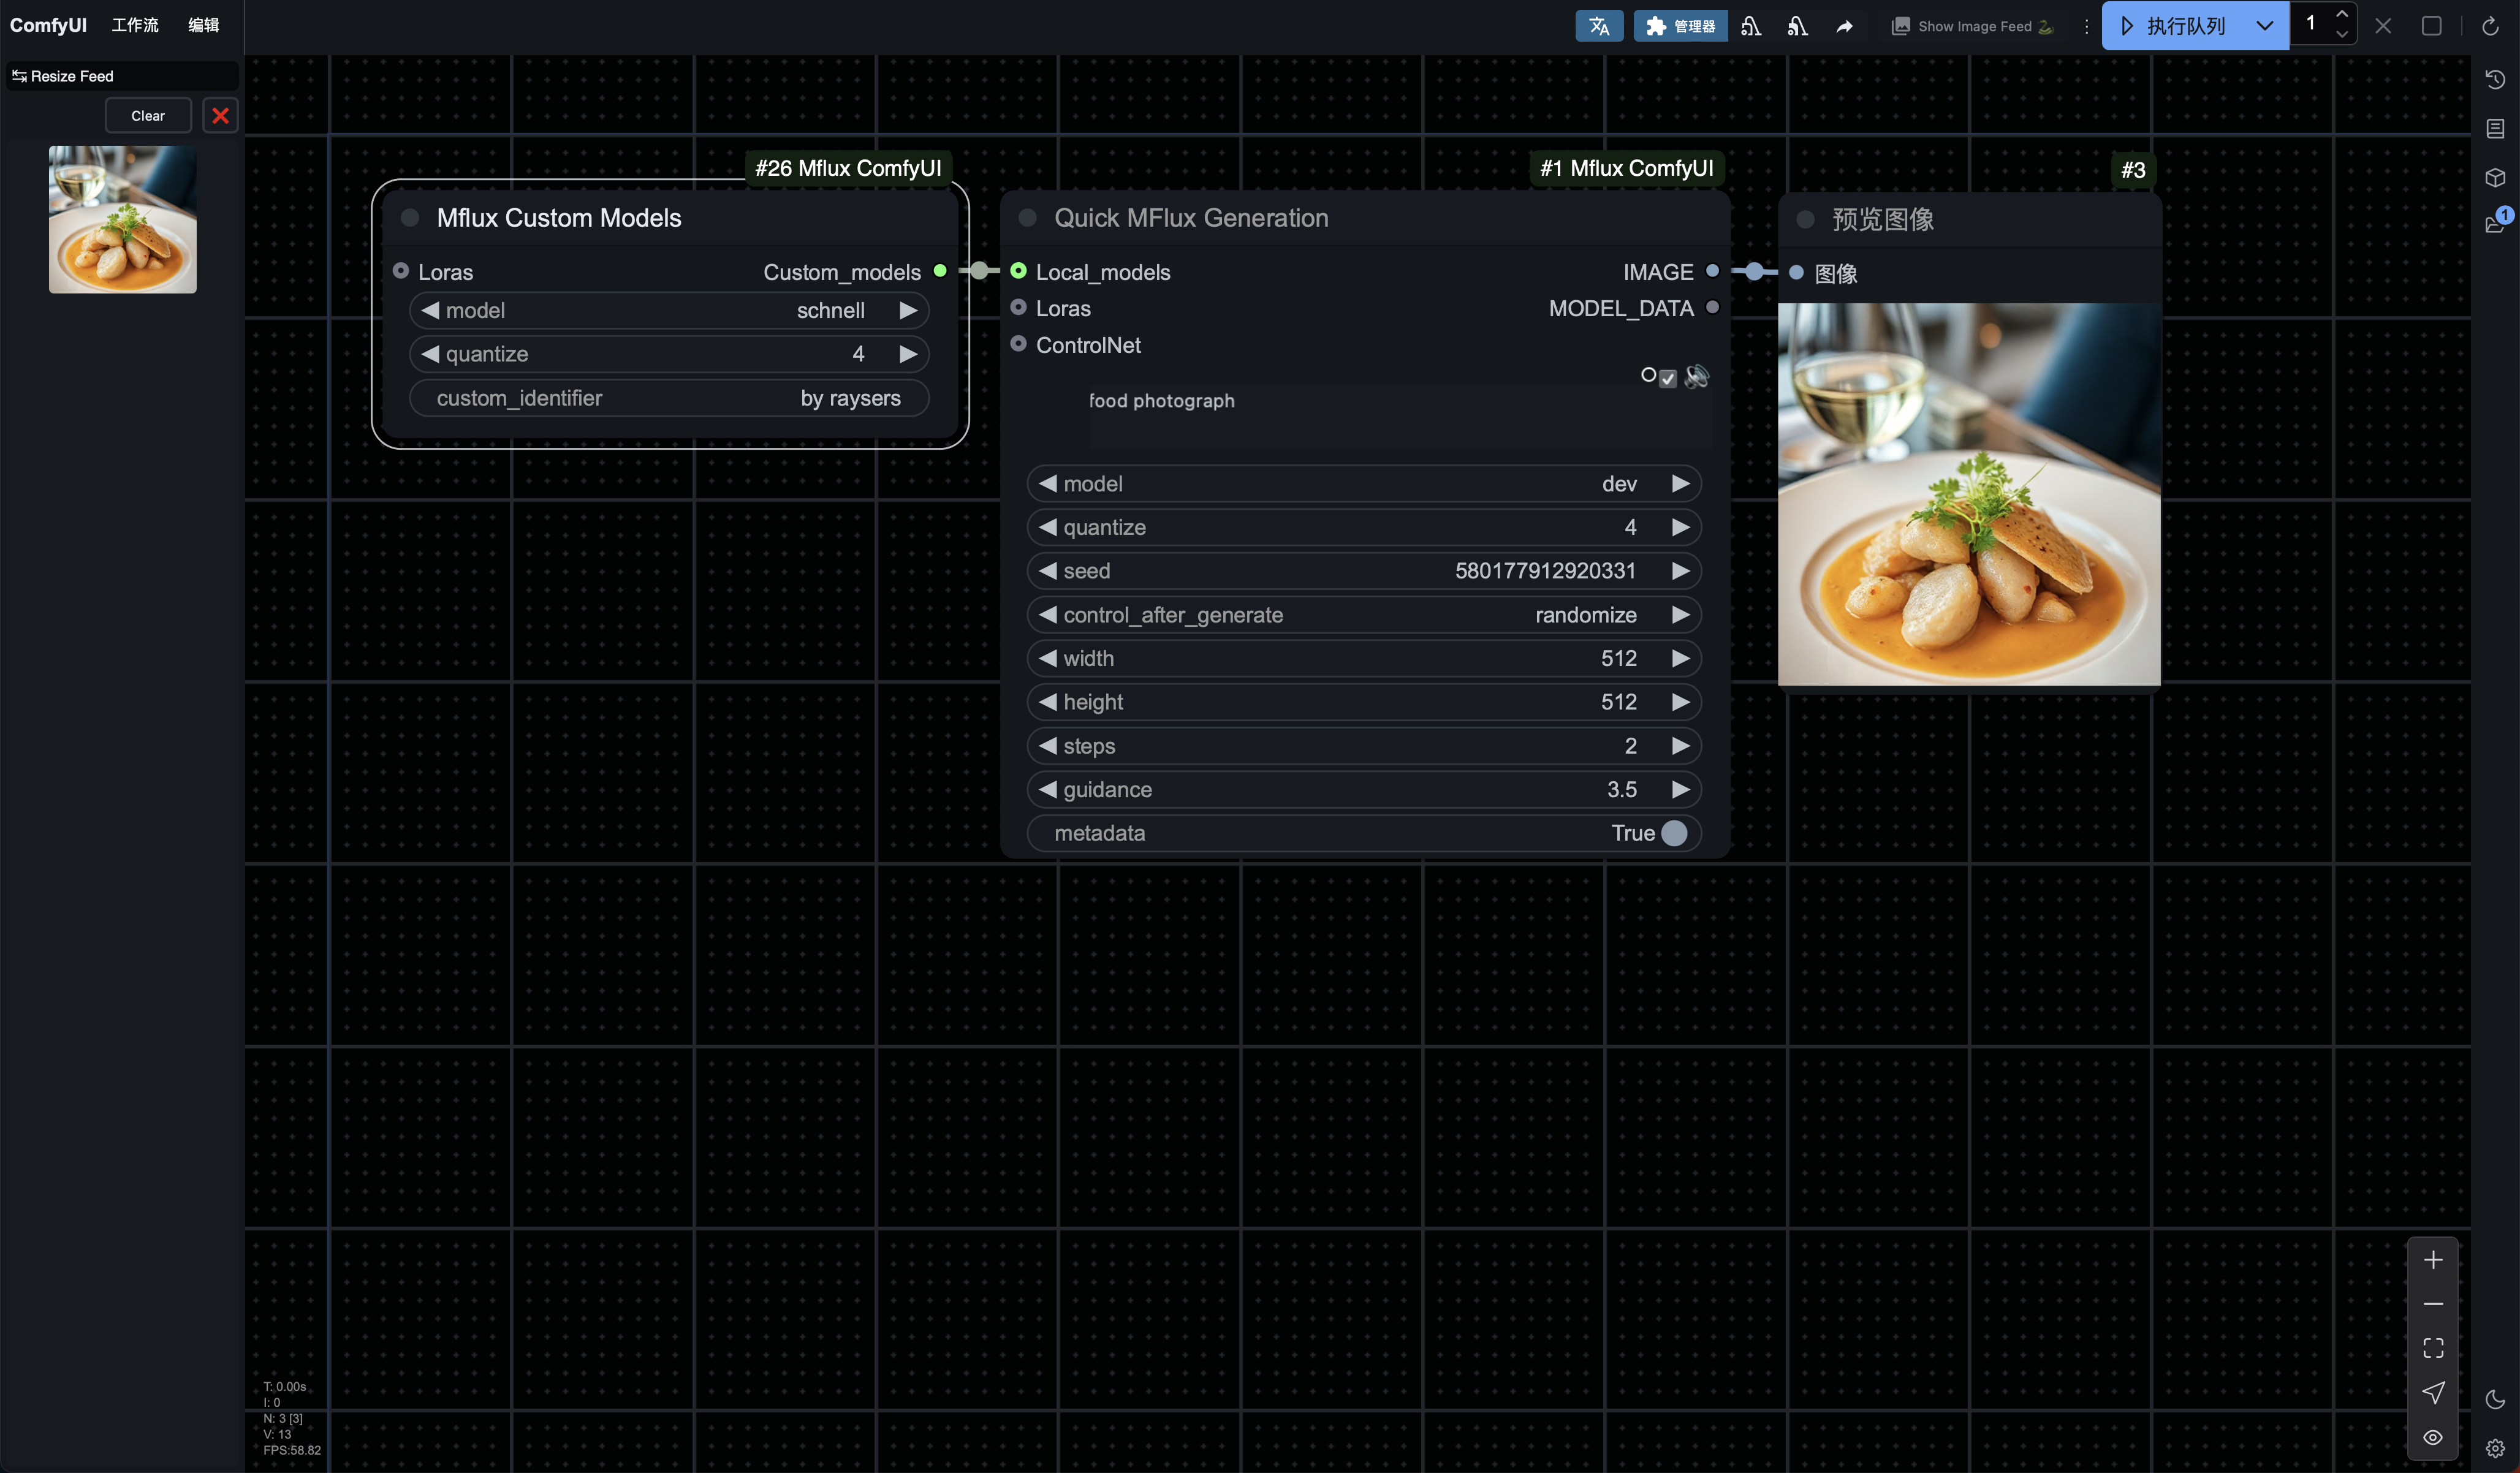 ComfyUI 工作流 编辑
管理器 Show Image Feed 执行队列 1
Resize Feed
Clear
#26 Mflux ComfyUI
Mflux Custom Models
Loras Custom_models
model schnell
quantize 4
custom_identifier by raysers
#1 Mflux ComfyUI
Quick MFlux Generation
Local_models IMAGE
Loras MODEL_DATA
ControlNet
food photograph
model dev
quantize 4
seed 580177912920331
control_after_generate randomize
width 512
height 512
steps 2
guidance 3.5
metadata True
#3
预览图像
图像
1
T: 0.00s
I: 0
N: 3 [3]
V: 13
FPS:58.82